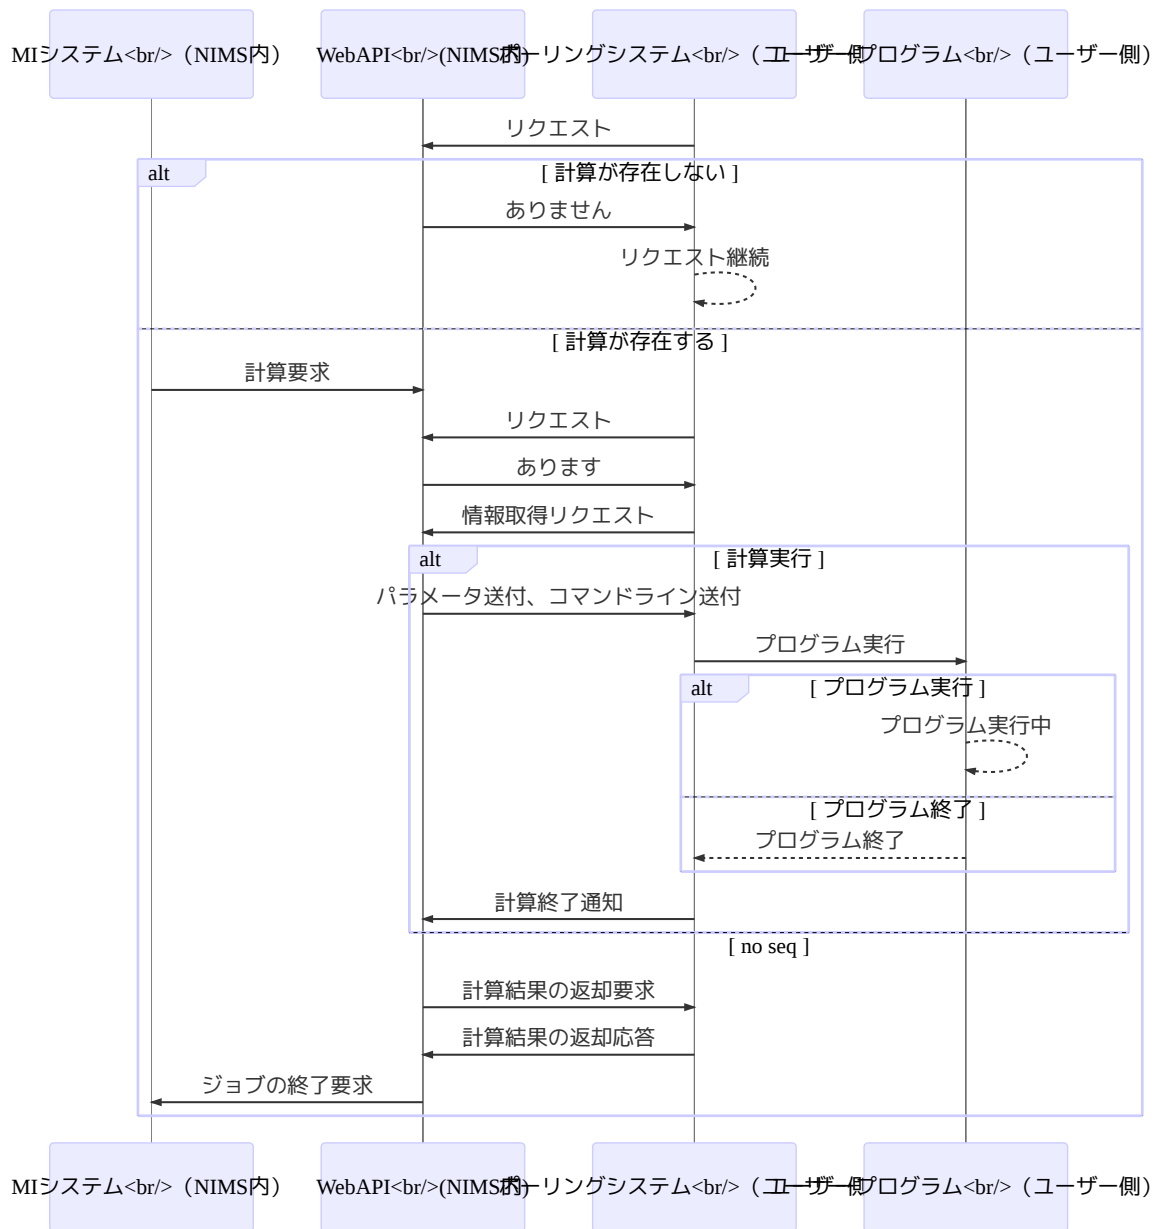 MIシステム<br/>（NIMS内）
WebAPI<br/>(NIMS内)
ポーリングシステム<br/>（ユーザー側）
ユーザープログラム<br/>（ユーザー側）
リクエスト
alt
[ 計算が存在しない ]
ありません
リクエスト継続
[ 計算が存在する ]
計算要求
リクエスト
あります
情報取得リクエスト
alt
[ 計算実行 ]
パラメータ送付、コマンドライン送付
プログラム実行
alt
[ プログラム実行 ]
プログラム実行中
[ プログラム終了 ]
プログラム終了
計算終了通知
[ no seq ]
計算結果の返却要求
計算結果の返却応答
ジョブの終了要求
MIシステム<br/>（NIMS内）
WebAPI<br/>(NIMS内)
ポーリングシステム<br/>（ユーザー側）
ユーザープログラム<br/>（ユーザー側）